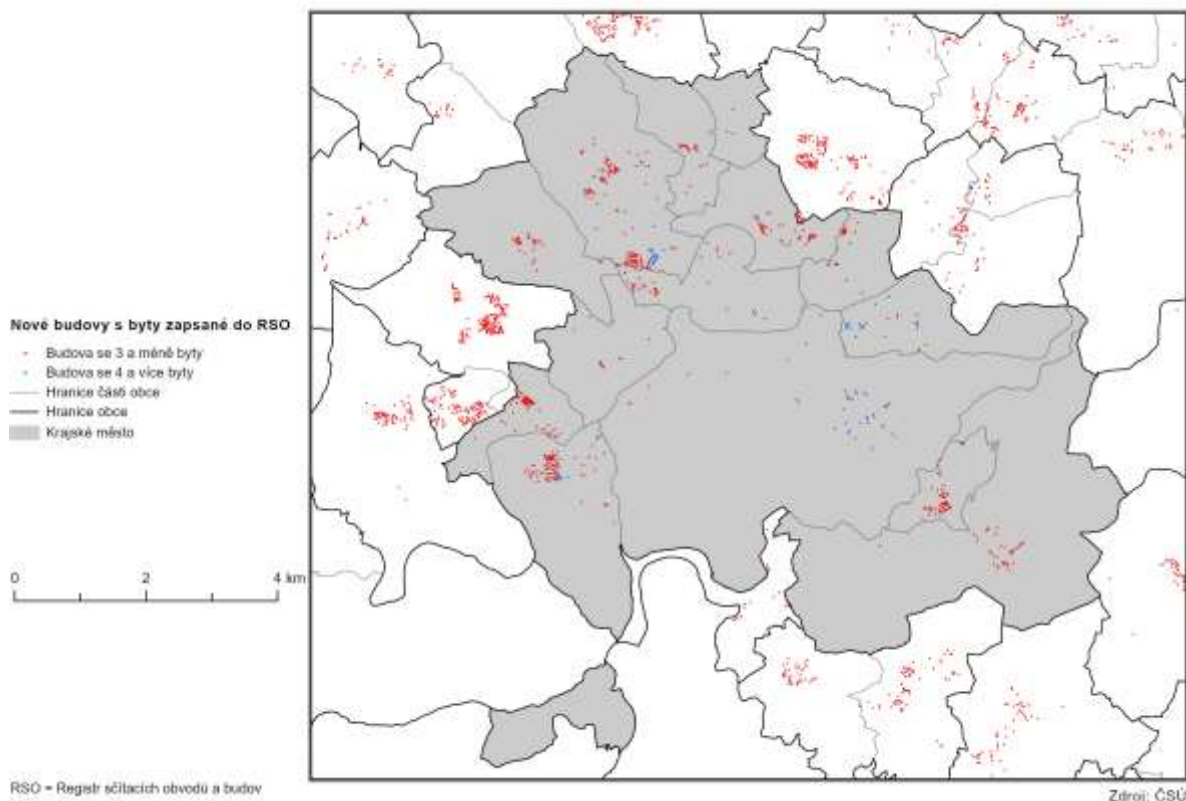 Nové budovy s byty zapsané do RSO
Budova se 3 a méně byty
Budova se 4 a více byty
Hranice části obce
Hranice obce
Krajské město
0 2 4 km
RSO = Registr sčítacích obvodů a budov
Zdroj: ČSÚ